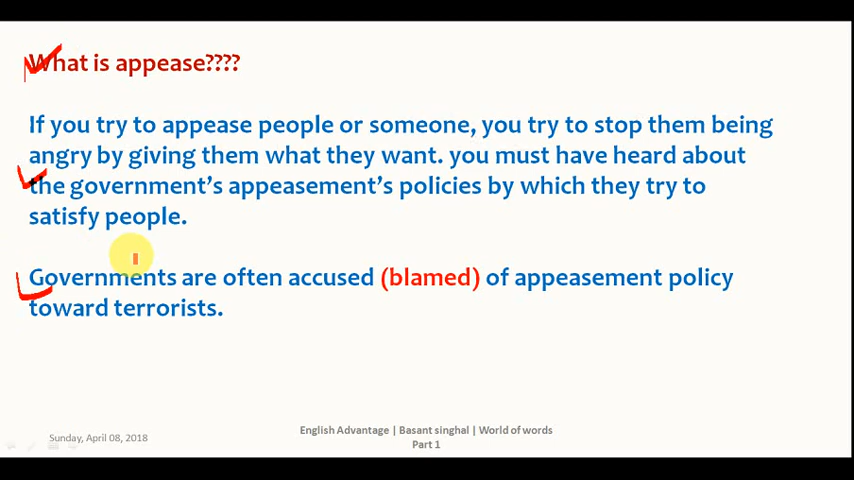 What is appease????
If you try to appease people or someone, you try to stop them being
angry by giving them what they want. you must have heard about
the government's appeasement's policies by which they try to
satisfy people.
Governments are often accused (blamed) of appeasement policy
toward terrorists.
Sunday, April 08, 2018
English Advantage | Basant singhal | World of words
Part 1